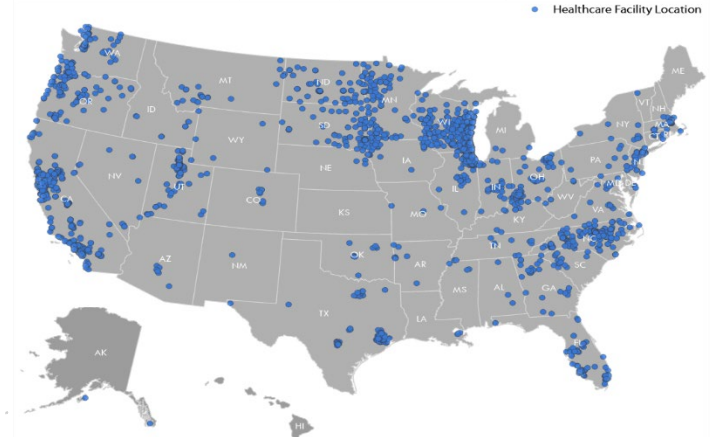 Healthcare Facility Location
WA
ME
MT
ND
MN
VT
NH
OR
ID
SD
WI
MI
NY
MA
CT
RI
WY
IA
PA
NJ
NE
NV
UT
IL
IN
OH
MD
DE
CA
CO
WV
VA
KS
MO
KY
NC
TN
AZ
NM
OK
AR
SC
MS
AL
GA
TX
LA
FL
AK
HI